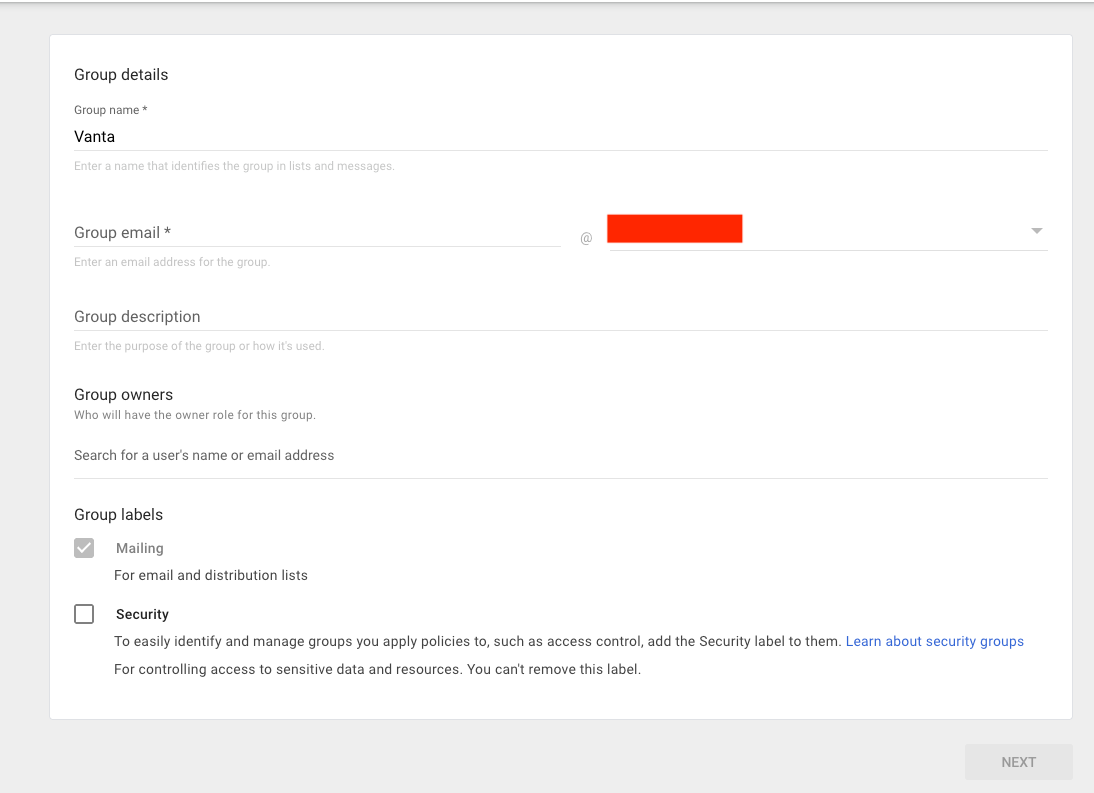 Group details
Group name *
Vanta
Enter a name that identifies the group in lists and messages.
Group email *
@
Enter an email address for the group.
Group description
Enter the purpose of the group or how it's used.
Group owners
Who will have the owner role for this group.
Search for a user's name or email address
Group labels
Mailing
For email and distribution lists
Security
To easily identify and manage groups you apply policies to, such as access control, add the Security label to them. Learn about security groups
For controlling access to sensitive data and resources. You can't remove this label.
NEXT